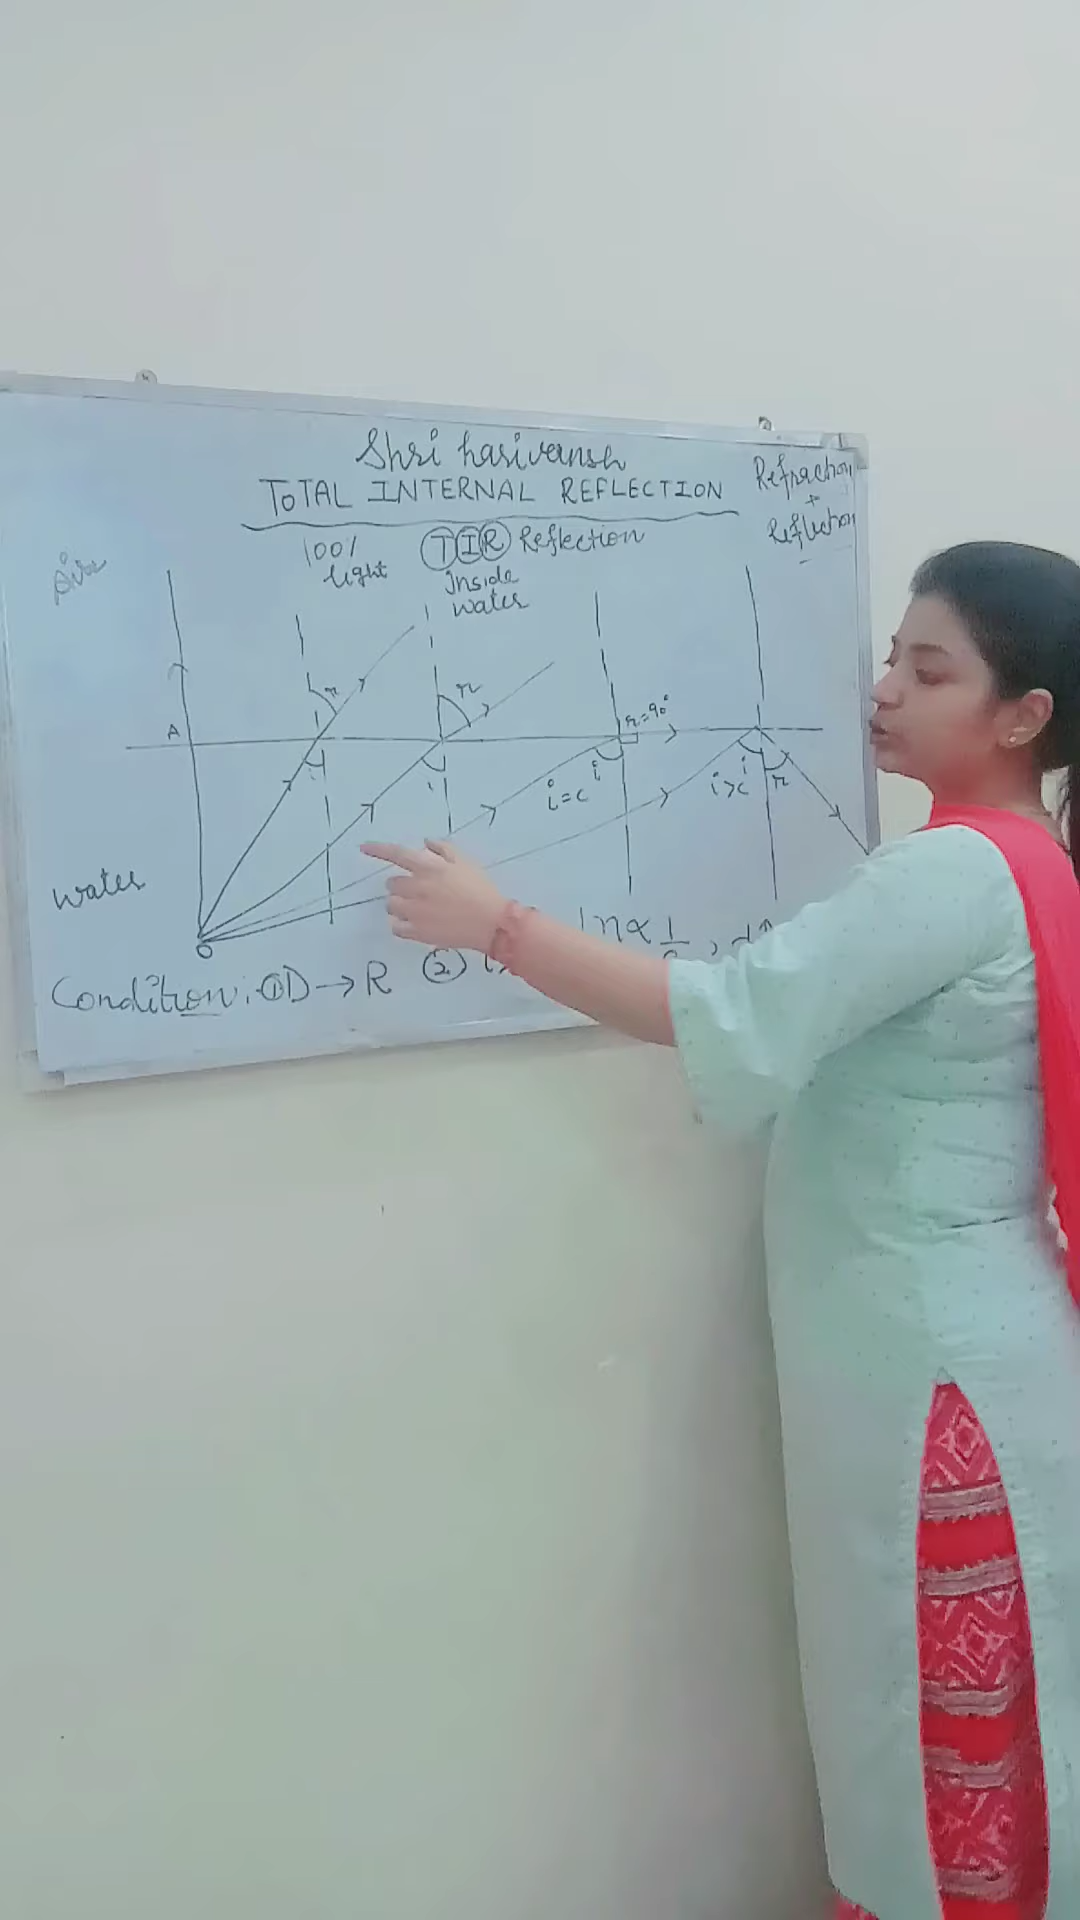 Shri harivansh
TOTAL INTERNAL REFLECTION
Refraction
+
Reflection
100%
light
TIR Reflection
inside
water
Air
A
r
r
r=90°
i
i
i
i=c
i>c
i
r
water
O
Condition: ① D → R ②
∝ 1